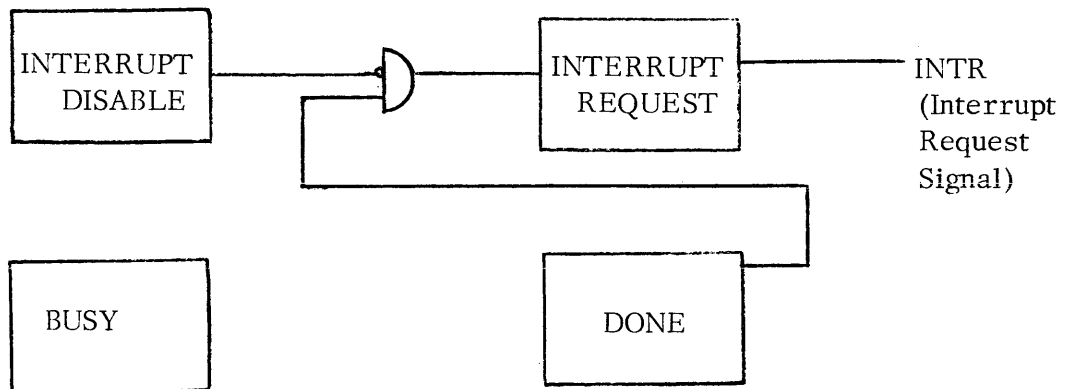 INTERRUPT
DISABLE
INTERRUPT
REQUEST
INTR
(Interrupt
Request
Signal)
BUSY
DONE